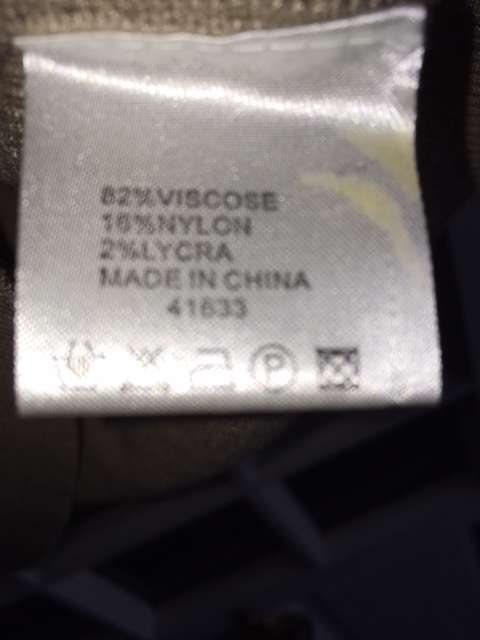 82%VISCOSE
16%NYLON
2%LYCRA
MADE IN CHINA
41633
P